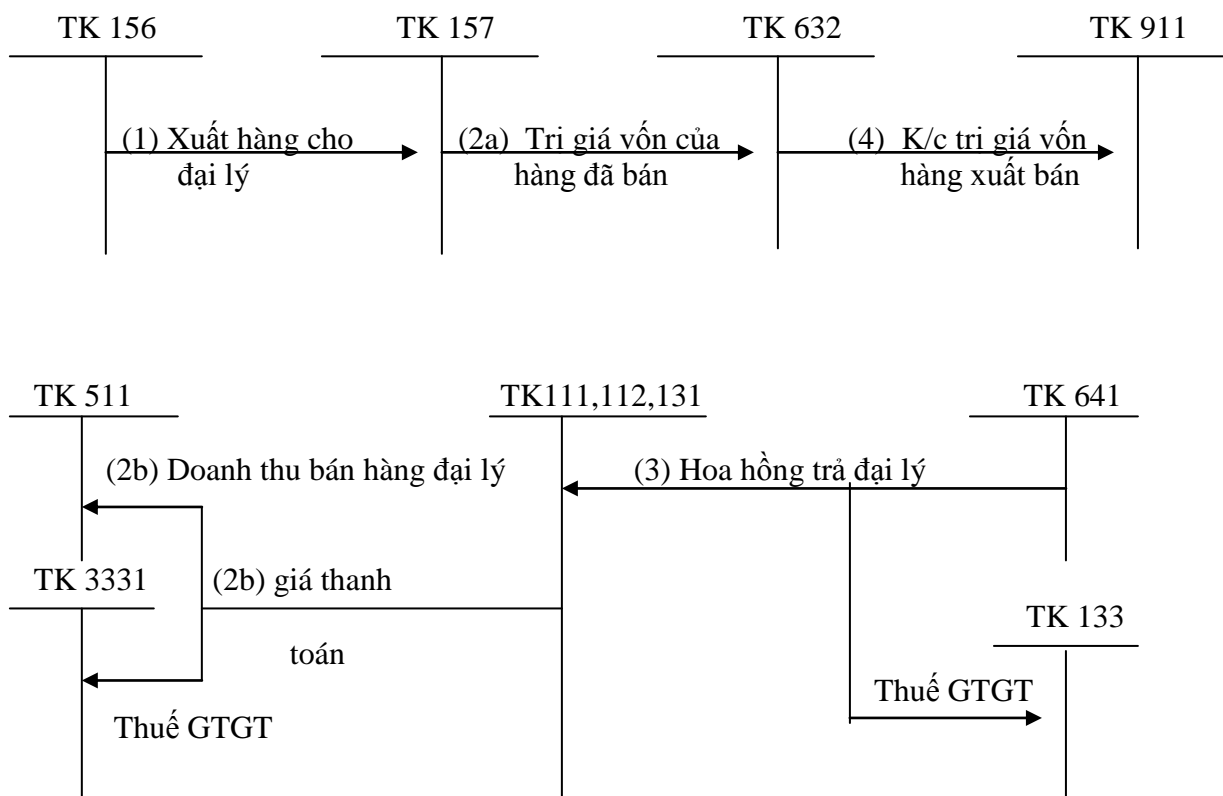 TK 156
TK 157
TK 632
TK 911
(1) Xuất hàng cho
đại lý
(2a) Tri giá vốn của
hàng đã bán
(4) K/c tri giá vốn
hàng xuất bán
TK 511
TK111,112,131
TK 641
(2b) Doanh thu bán hàng đại lý
(3) Hoa hồng trả đại lý
TK 3331
(2b) giá thanh
toán
TK 133
Thuế GTGT
Thuế GTGT